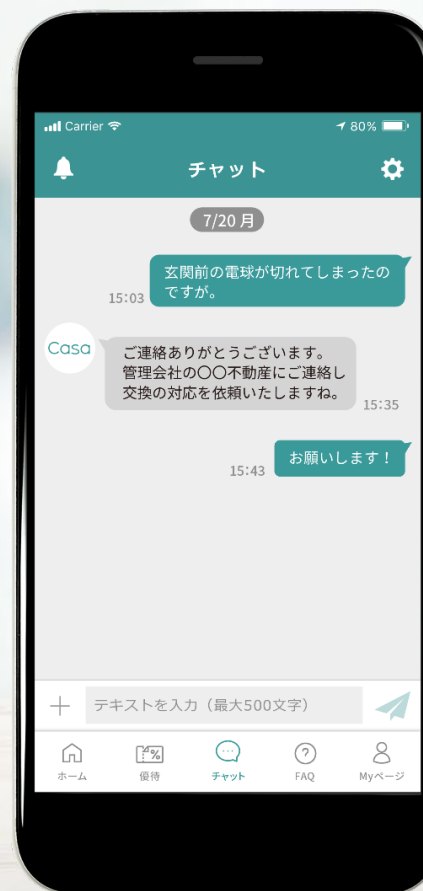 Carrier 80%
チャット
7/20 月
玄関前の電球が切れてしまったの
ですが。
15:03
Casa
ご連絡ありがとうございます。
管理会社の〇〇不動産にご連絡し
交換の対応を依頼いたしますね。
15:35
お願いします！
15:43
テキストを入力（最大500文字）
ホーム 優待 チャット FAQ Myページ